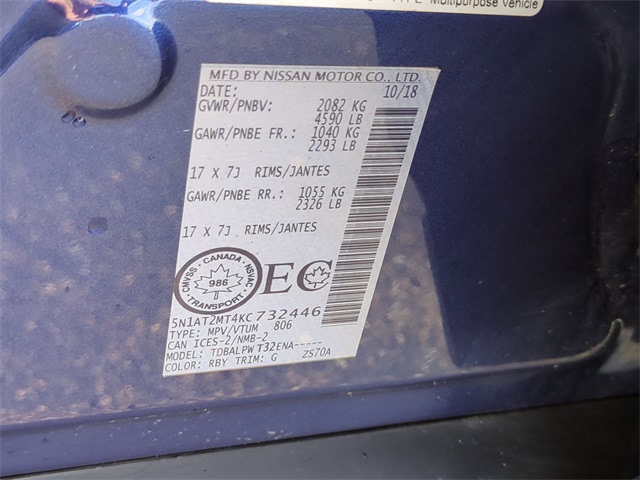 Multipurpose Vehicle
MFD BY NISSAN MOTOR CO., LTD.
DATE: 10/18
GVWR/PNBV: 2082 KG
4590 LB
GAWR/PNBE FR.: 1040 KG
2293 LB
17 X 7J RIMS/JANTES
GAWR/PNBE RR.: 1055 KG
2326 LB
17 X 7J RIMS/JANTES
CANADA · NSVAC · TRANSPORT · CMVSS ·
986
EC
5N1AT2MT4KC732446
TYPE: MPV/VTUM 806
CAN ICES-2/NMB-2
MODEL: TDBALPWT32ENA-----
COLOR: RBY TRIM: G ZS70A